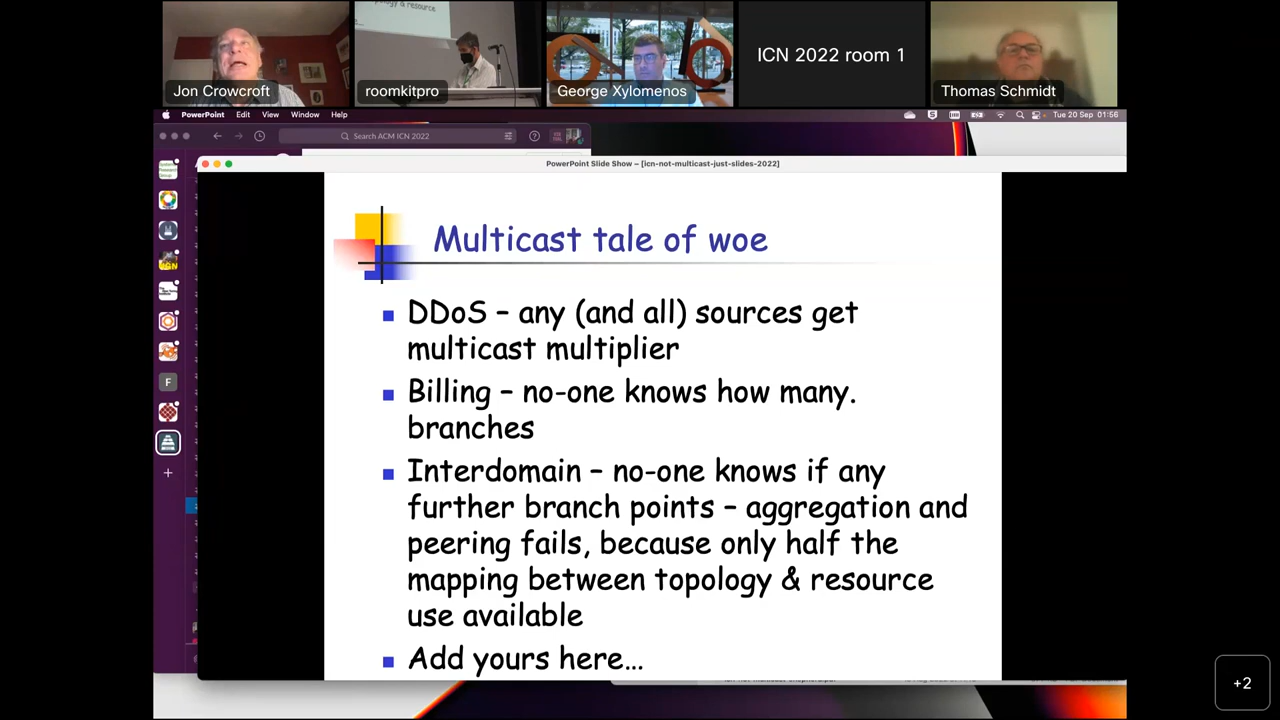 y & resource
Jon Crowcroft
roomkitpro
George Xylomenos
ICN 2022 room 1
Thomas Schmidt
PowerPoint Edit View Window Help
Tue 20 Sep 01:56
Search ACM ICN 2022
PowerPoint Slide Show – [icn-not-multicast-just-slides-2022]
Multicast tale of woe
DDoS – any (and all) sources get
multicast multiplier
Billing – no-one knows how many.
branches
Interdomain – no-one knows if any
further branch points – aggregation and
peering fails, because only half the
mapping between topology & resource
use available
Add yours here…
F
+2